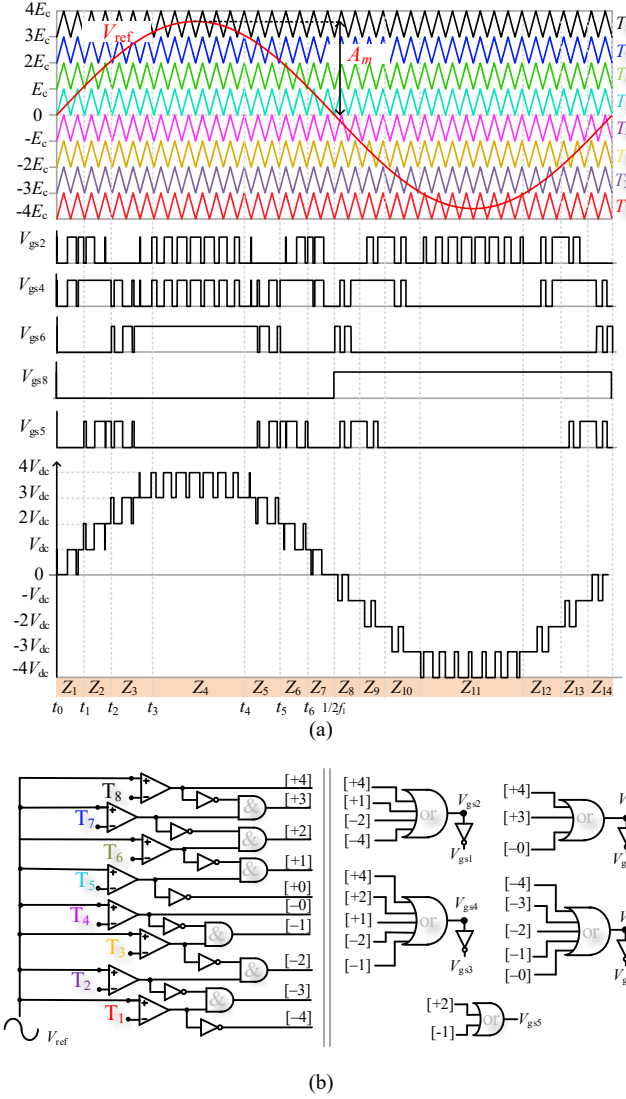 4Ec
3Ec
2Ec
Ec
0
-Ec
-2Ec
-3Ec
-4Ec
Vref
Am
Vgs2
Vgs4
Vgs6
Vgs8
Vgs5
4Vdc
3Vdc
2Vdc
Vdc
0
-Vdc
-2Vdc
-3Vdc
-4Vdc
Z1 Z2 Z3 Z4 Z5 Z6 Z7 Z8 Z9 Z10 Z11 Z12 Z13 Z14
t0 t1 t2 t3 t4 t5 t6 1/2f1
(a)
T8
T7
T6
T5
T4
T3
T2
T1
Vref
&
&
&
&
&
&
[+4]
[+3]
[+2]
[+1]
[+0]
[–0]
[–1]
[–2]
[–3]
[–4]
[+4]
[+1]
[–2]
[–4]
or
Vgs2
Vgs1
[+4]
[+3]
[–0]
or
[+4]
[+2]
[+1]
[–2]
[–1]
or
Vgs4
Vgs3
[–4]
[–3]
[–2]
[–1]
[–0]
or
[+2]
[-1]
or
Vgs5
(b)